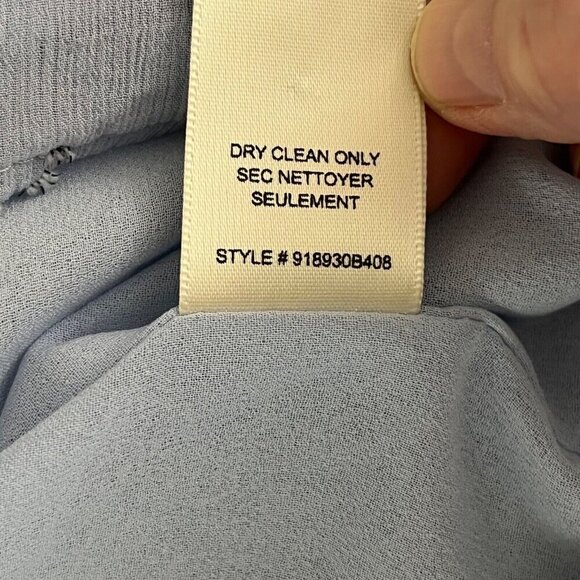 DRY CLEAN ONLY
SEC NETTOYER
SEULEMENT
STYLE # 918930B408